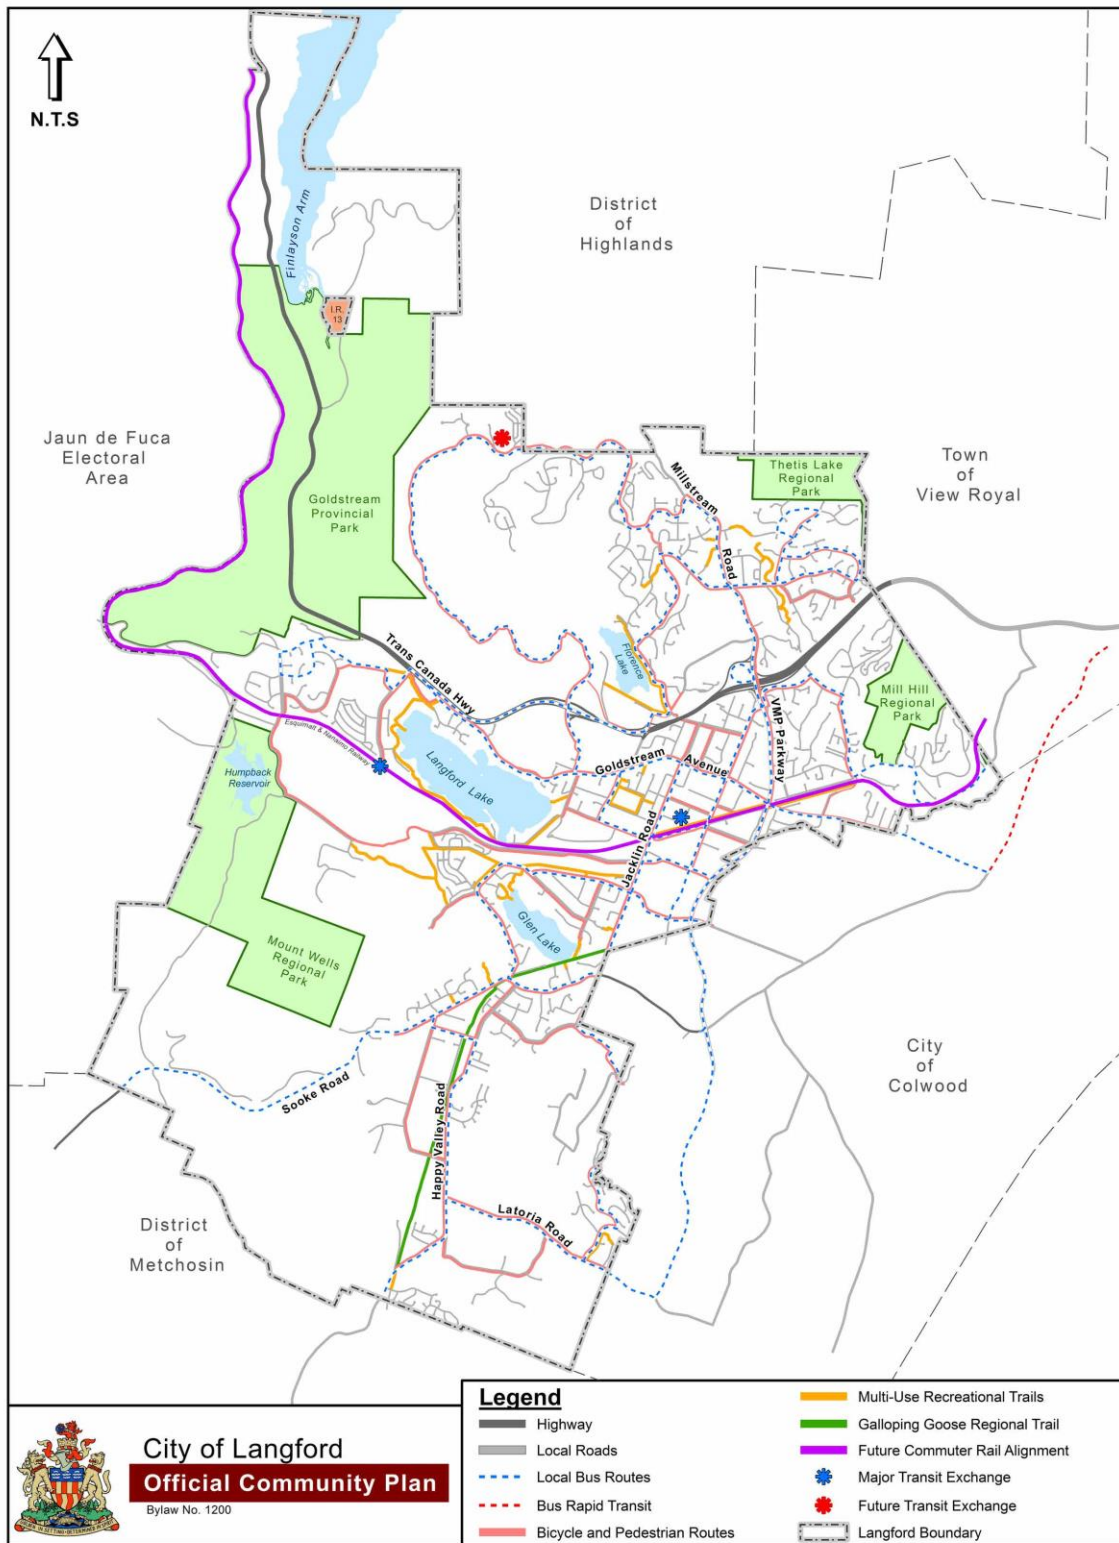 N.T.S
Finlayson Arm
District
of
Highlands
I.R.
13
Jaun de Fuca
Electoral
Area
Goldstream
Provincial
Park
Millstream
Road
Thetis Lake
Regional
Park
Town
of
View Royal
Trans Canada Hwy
Florence
Lake
Mill Hill
Regional
Park
VMP Parkway
Esquimalt & Nanaimo Railway
Goldstream Avenue
Langford Lake
Humpback
Reservoir
Jacklin Road
Glen Lake
Mount Wells
Regional
Park
City
of
Colwood
Sooke Road
Happy Valley Road
Latoria Road
District
of
Metchosin
City of Langford
Official Community Plan
Bylaw No. 1200
Legend
Highway
Local Roads
Local Bus Routes
Bus Rapid Transit
Bicycle and Pedestrian Routes
Multi-Use Recreational Trails
Galloping Goose Regional Trail
Future Commuter Rail Alignment
Major Transit Exchange
Future Transit Exchange
Langford Boundary